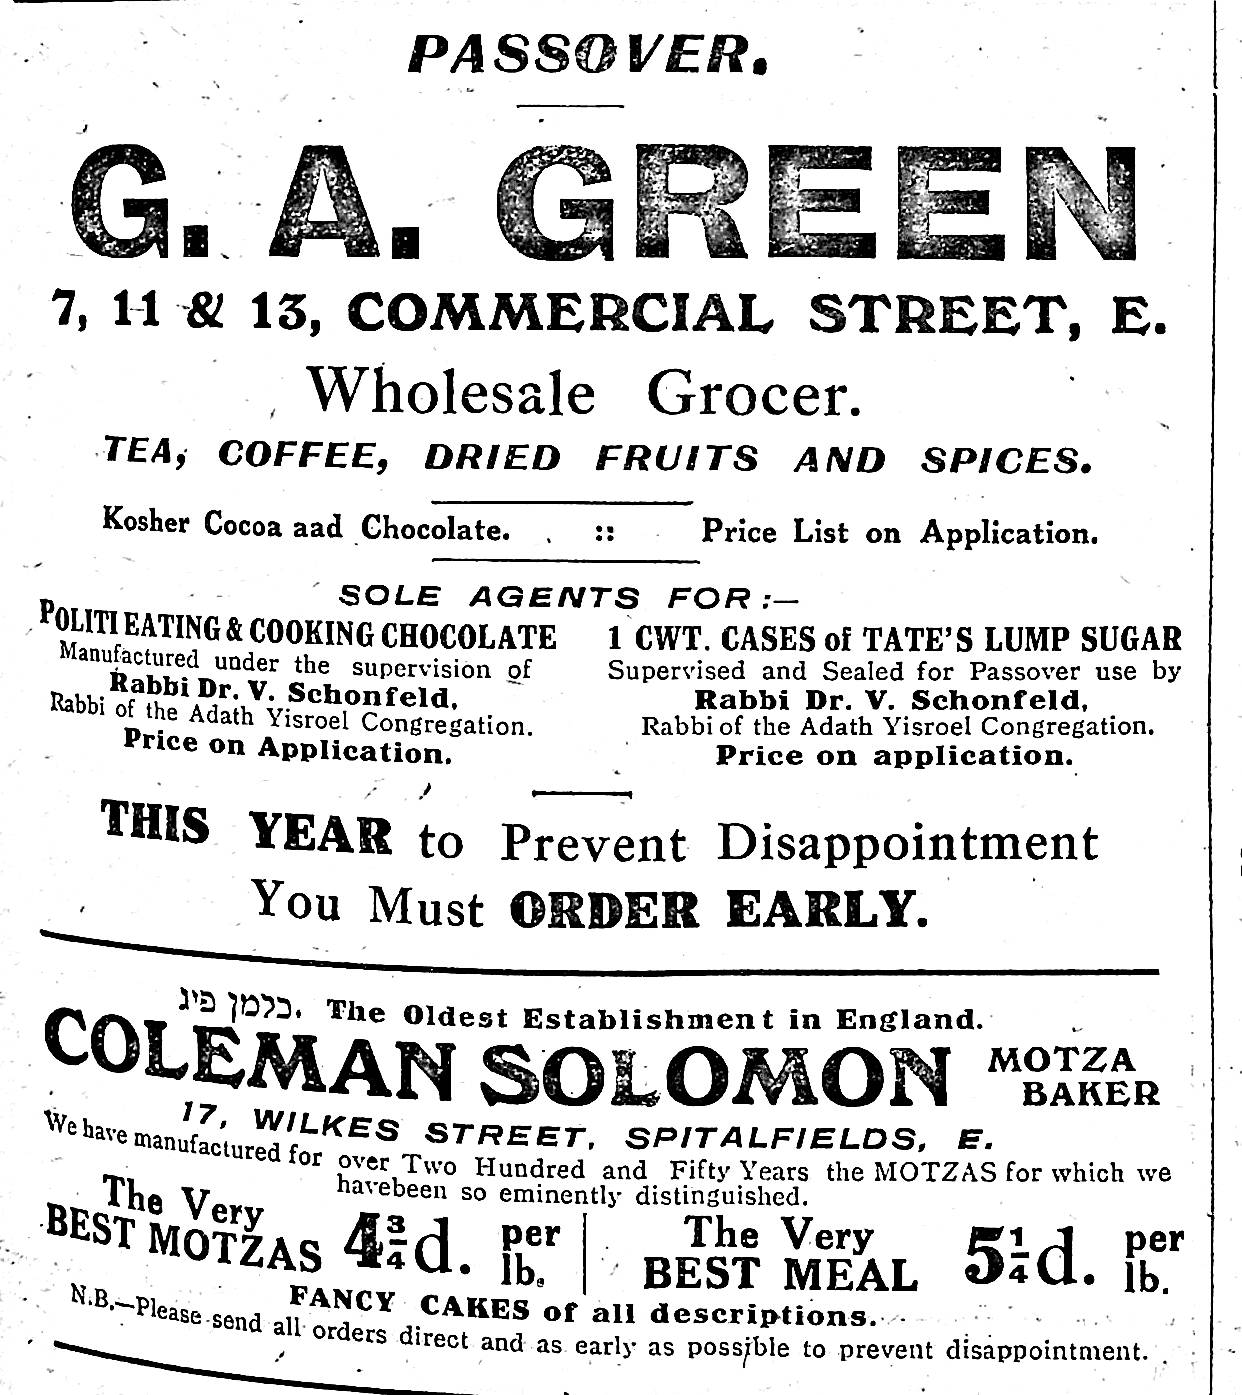 PASSOVER.
G. A. GREEN
7, 11 & 13, COMMERCIAL STREET, E.
Wholesale Grocer.
TEA, COFFEE, DRIED FRUITS AND SPICES.
Kosher Cocoa aad Chocolate. :: Price List on Application.
SOLE AGENTS FOR:—
POLITI EATING & COOKING CHOCOLATE
Manufactured under the supervision of
Rabbi Dr. V. Schonfeld,
Rabbi of the Adath Yisroel Congregation.
Price on Application.
1 CWT. CASES of TATE'S LUMP SUGAR
Supervised and Sealed for Passover use by
Rabbi Dr. V. Schonfeld,
Rabbi of the Adath Yisroel Congregation.
Price on application.
THIS YEAR to Prevent Disappointment
You Must ORDER EARLY.
כלמן פיג. The Oldest Establishment in England.
COLEMAN SOLOMON MOTZA BAKER
17, WILKES STREET, SPITALFIELDS, E.
We have manufactured for over Two Hundred and Fifty Years the MOTZAS for which we
havebeen so eminently distinguished.
The Very
BEST MOTZAS 4¾d. per lb.
The Very
BEST MEAL 5¼d. per lb.
FANCY CAKES of all descriptions.
N.B.—Please send all orders direct and as early as possible to prevent disappointment.